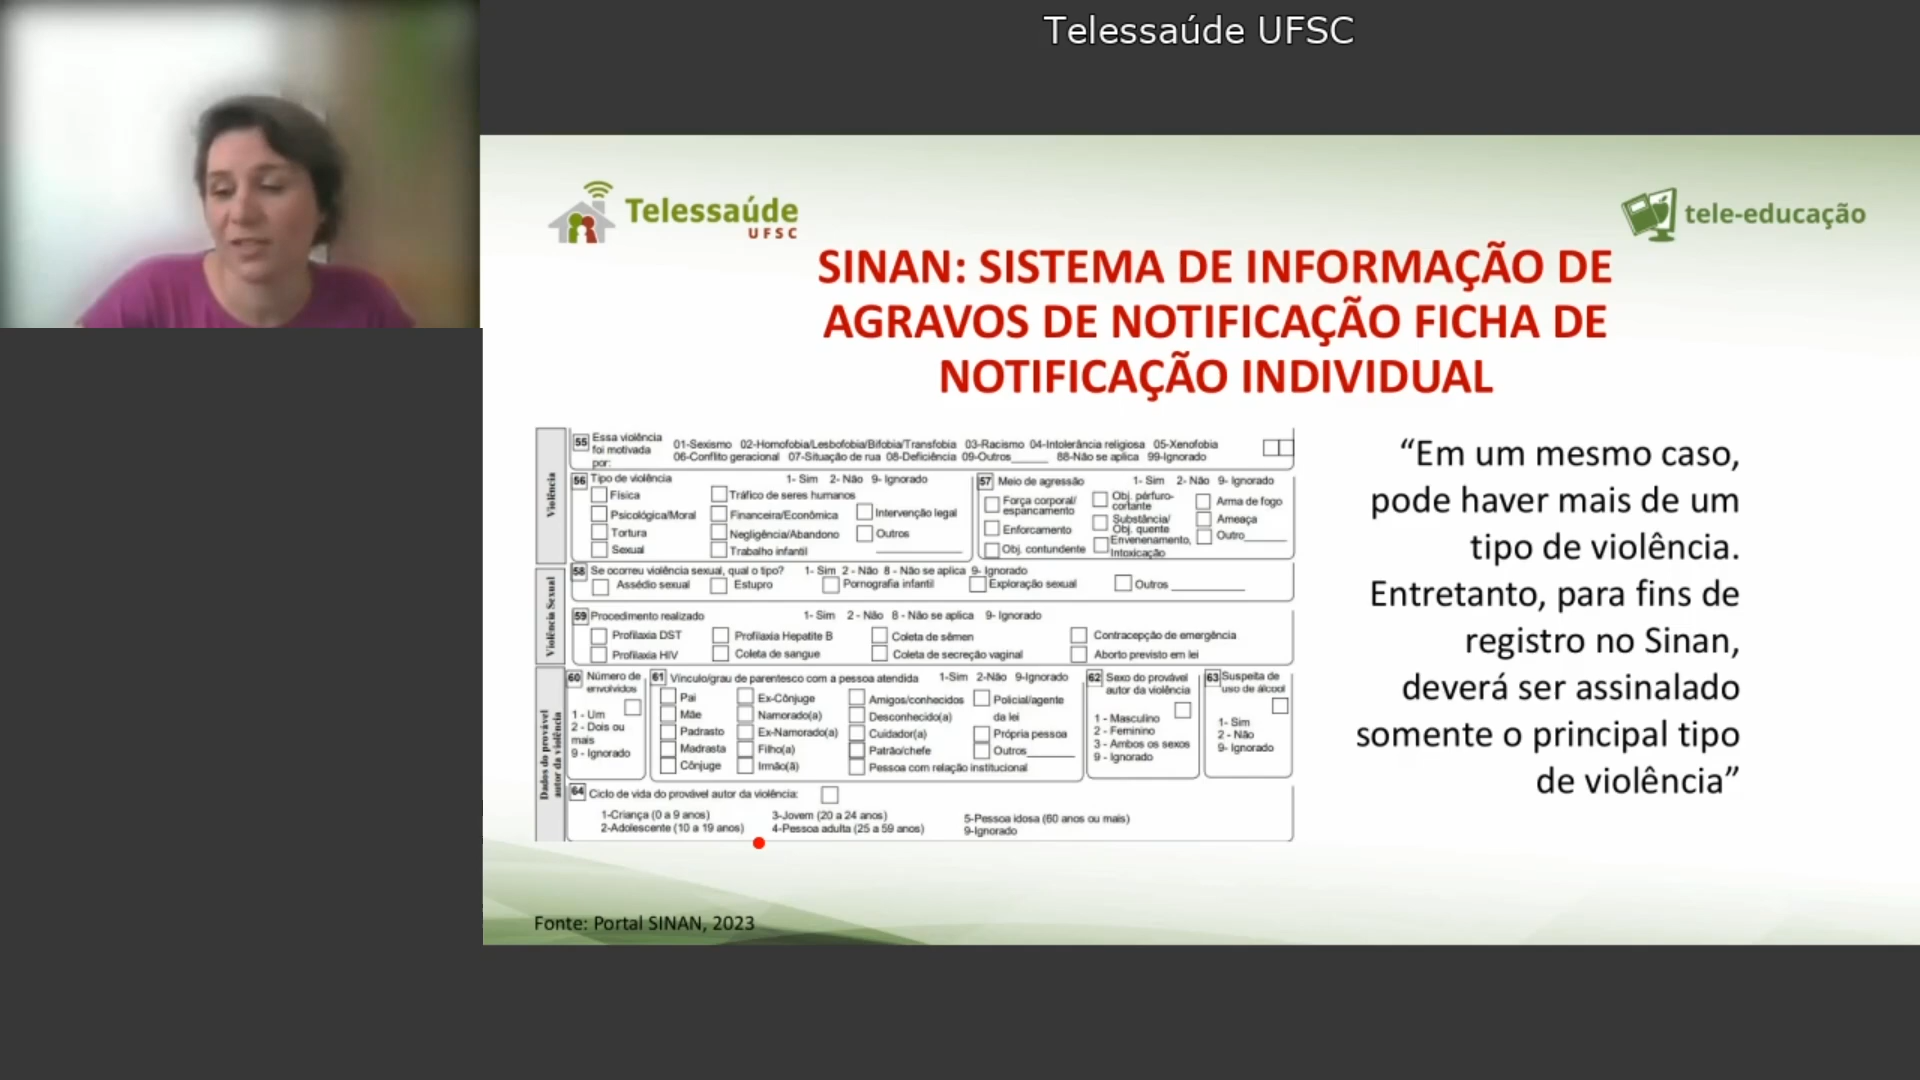 Telessaúde UFSC
Telessaúde
UFSC
tele-educação
SINAN: SISTEMA DE INFORMAÇÃO DE
AGRAVOS DE NOTIFICAÇÃO FICHA DE
NOTIFICAÇÃO INDIVIDUAL
Violência
55 Essa violência foi motivada por:
01-Sexismo 02-Homofobia/Lesbofobia/Bifobia/Transfobia 03-Racismo 04-Intolerância religiosa 05-Xenofobia
06-Conflito geracional 07-Situação de rua 08-Deficiência 09-Outros______ 88-Não se aplica 99-Ignorado
56 Tipo de violência 1- Sim 2- Não 9- Ignorado
Física Tráfico de seres humanos
Psicológica/Moral Financeira/Econômica Intervenção legal
Tortura Negligência/Abandono Outros
Sexual Trabalho infantil
57 Meio de agressão 1- Sim 2- Não 9- Ignorado
Força corporal/espancamento Obj. pérfuro-cortante Arma de fogo
Enforcamento Substância/Obj. quente Ameaça
Obj. contundente Envenenamento, Intoxicação Outro______
Violência Sexual
58 Se ocorreu violência sexual, qual o tipo? 1- Sim 2 - Não 8 - Não se aplica 9- Ignorado
Assédio sexual Estupro Pornografia infantil Exploração sexual Outros __________
59 Procedimento realizado 1- Sim 2 - Não 8 - Não se aplica 9- Ignorado
Profilaxia DST Profilaxia Hepatite B Coleta de sêmen Contracepção de emergência
Profilaxia HIV Coleta de sangue Coleta de secreção vaginal Aborto previsto em lei
Dados do provável autor da violência
60 Número de envolvidos
1 - Um
2 - Dois ou mais
9 - Ignorado
61 Vínculo/grau de parentesco com a pessoa atendida 1-Sim 2-Não 9-Ignorado
Pai Ex-Cônjuge Amigos/conhecidos Policial/agente da lei
Mãe Namorado(a) Desconhecido(a)
Padrasto Ex-Namorado(a) Cuidador(a) Própria pessoa
Madrasta Filho(a) Patrão/chefe Outros________
Cônjuge Irmão(ã) Pessoa com relação institucional
62 Sexo do provável autor da violência
1 - Masculino
2 - Feminino
3 - Ambos os sexos
9 - Ignorado
63 Suspeita de uso de álcool
1- Sim
2 - Não
9- Ignorado
64 Ciclo de vida do provável autor da violência:
1-Criança (0 a 9 anos) 3-Jovem (20 a 24 anos) 5-Pessoa idosa (60 anos ou mais)
2-Adolescente (10 a 19 anos) 4-Pessoa adulta (25 a 59 anos) 9-Ignorado
“Em um mesmo caso,
pode haver mais de um
tipo de violência.
Entretanto, para fins de
registro no Sinan,
deverá ser assinalado
somente o principal tipo
de violência”
Fonte: Portal SINAN, 2023